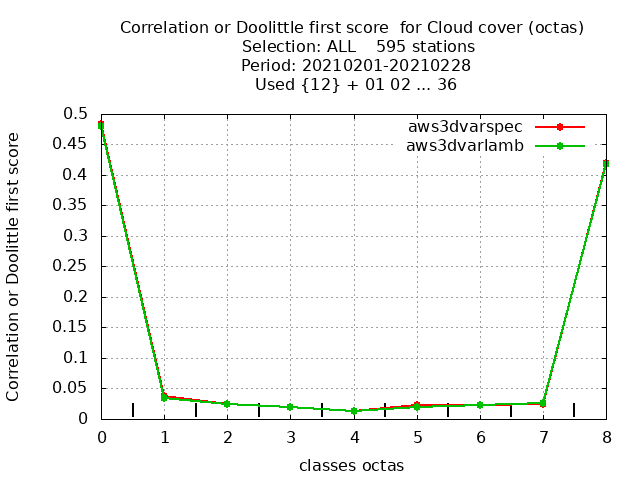 Correlation or Doolittle first score  for Cloud cover (octas)
Selection: ALL    595 stations
Period: 20210201-20210228
Used {12} + 01 02 ... 36
aws3dvarspec
aws3dvarlamb
Correlation or Doolittle first score
0.5
0.45
0.4
0.35
0.3
0.25
0.2
0.15
0.1
0.05
0
0 1 2 3 4 5 6 7 8
classes octas